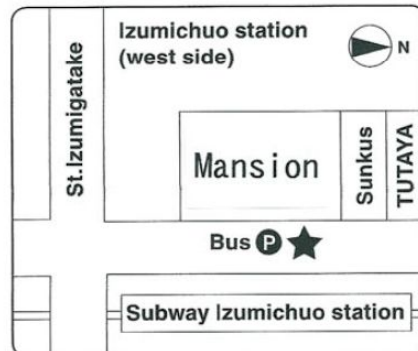 Izumichuo station
(west side)
N
St.Izumigatake
Mansion
Sunkus
TUTAYA
Bus P
Subway Izumichuo station